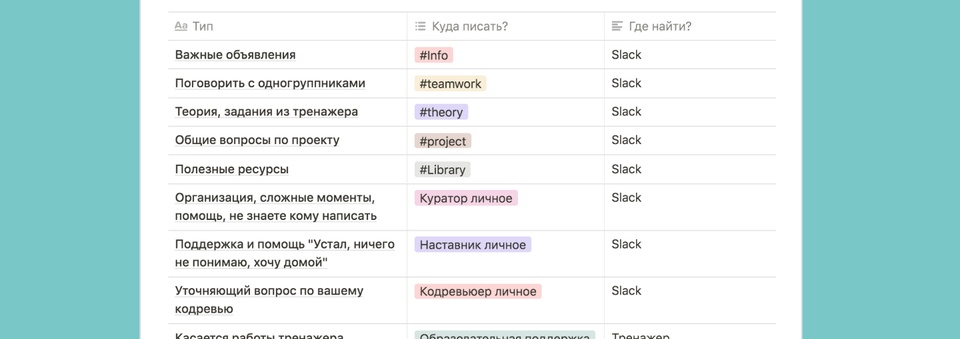 Aa Тип Куда писать? Где найти?
Важные объявления #Info Slack
Поговорить с одногруппниками #teamwork Slack
Теория, задания из тренажера #theory Slack
Общие вопросы по проекту #project Slack
Полезные ресурсы #Library Slack
Организация, сложные моменты, Куратор личное Slack
помощь, не знаете кому написать
Поддержка и помощь "Устал, ничего Наставник личное Slack
не понимаю, хочу домой"
Уточняющий вопрос по вашему Кодревьюер личное Slack
кодревью
Касается работы тренажера Образовательная поддержка Тренажер